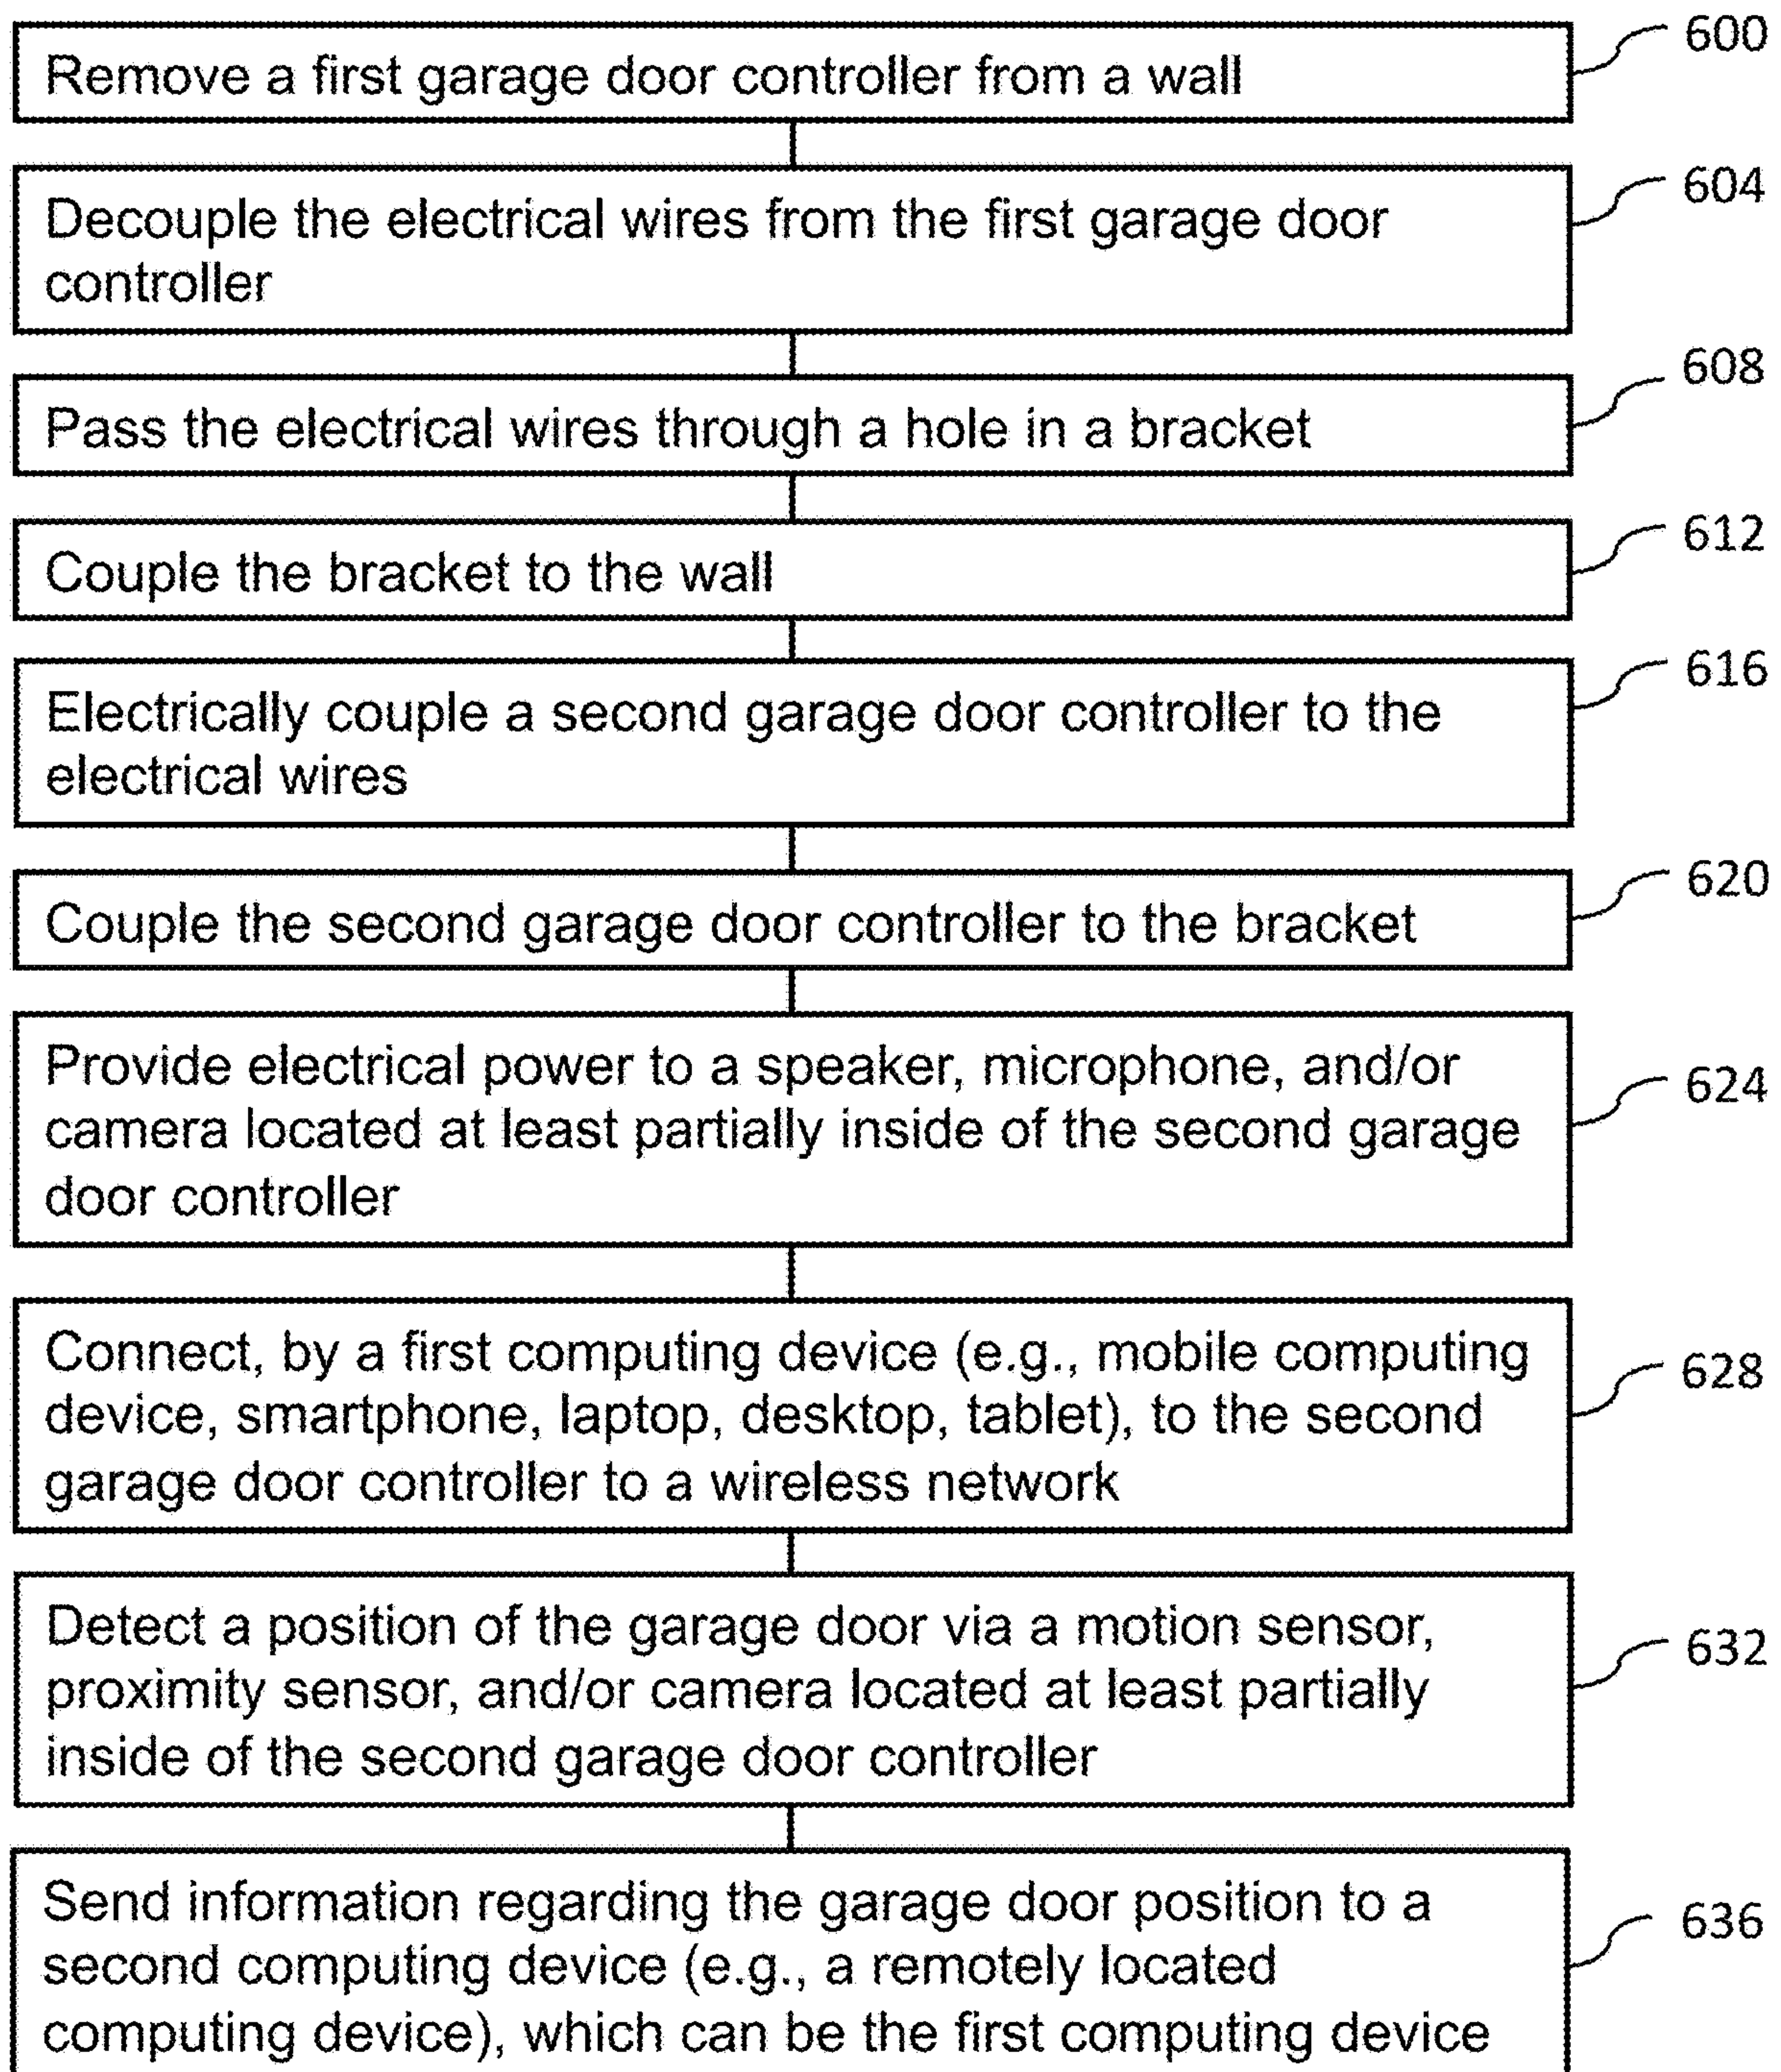 600
Remove a first garage door controller from a wall
604
Decouple the electrical wires from the first garage door
controller
608
Pass the electrical wires through a hole in a bracket
612
Couple the bracket to the wall
616
Electrically couple a second garage door controller to the
electrical wires
620
Couple the second garage door controller to the bracket
624
Provide electrical power to a speaker, microphone, and/or
camera located at least partially inside of the second garage
door controller
628
Connect, by a first computing device (e.g., mobile computing
device, smartphone, laptop, desktop, tablet), to the second
garage door controller to a wireless network
632
Detect a position of the garage door via a motion sensor,
proximity sensor, and/or camera located at least partially
inside of the second garage door controller
636
Send information regarding the garage door position to a
second computing device (e.g., a remotely located
computing device), which can be the first computing device